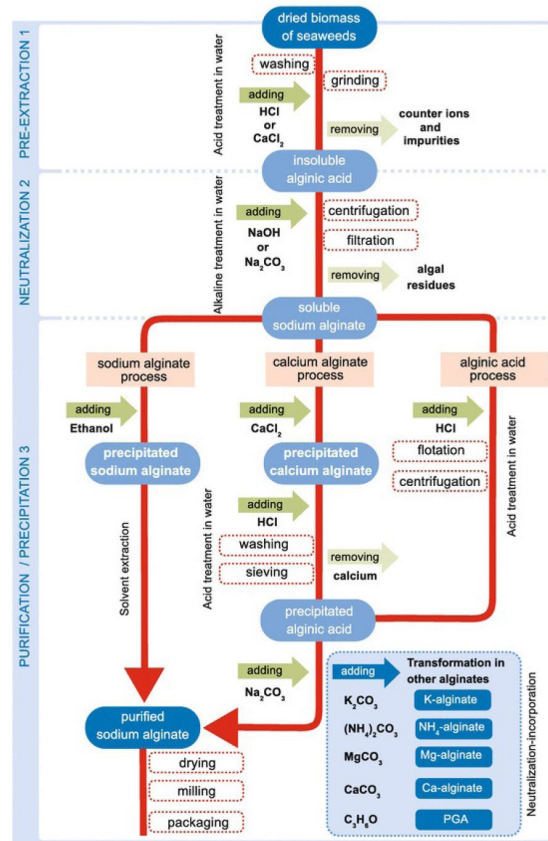 dried biomass
of seaweeds
PRE-EXTRACTION 1
Acid treatment in water
washing
grinding
adding
HCl
or
CaCl₂
removing
counter ions
and
impurities
insoluble
alginic acid
NEUTRALIZATION 2
Alkaline treatment in water
adding
NaOH
or
Na₂CO₃
centrifugation
filtration
removing
algal
residues
soluble
sodium alginate
PURIFICATION / PRECIPITATION 3
sodium alginate
process
calcium alginate
process
alginic acid
process
adding
Ethanol
adding
CaCl₂
adding
HCl
precipitated
sodium alginate
precipitated
calcium alginate
flotation
centrifugation
Acid treatment in water
Solvent extraction
Acid treatment in water
adding
HCl
washing
sieving
removing
calcium
precipitated
alginic acid
adding
Na₂CO₃
purified
sodium alginate
drying
milling
packaging
adding
Transformation in
other alginates
K₂CO₃
K-alginate
(NH₄)₂CO₃
NH₄-alginate
MgCO₃
Mg-alginate
CaCO₃
Ca-alginate
C₃H₆O
PGA
Neutralization-incorporation